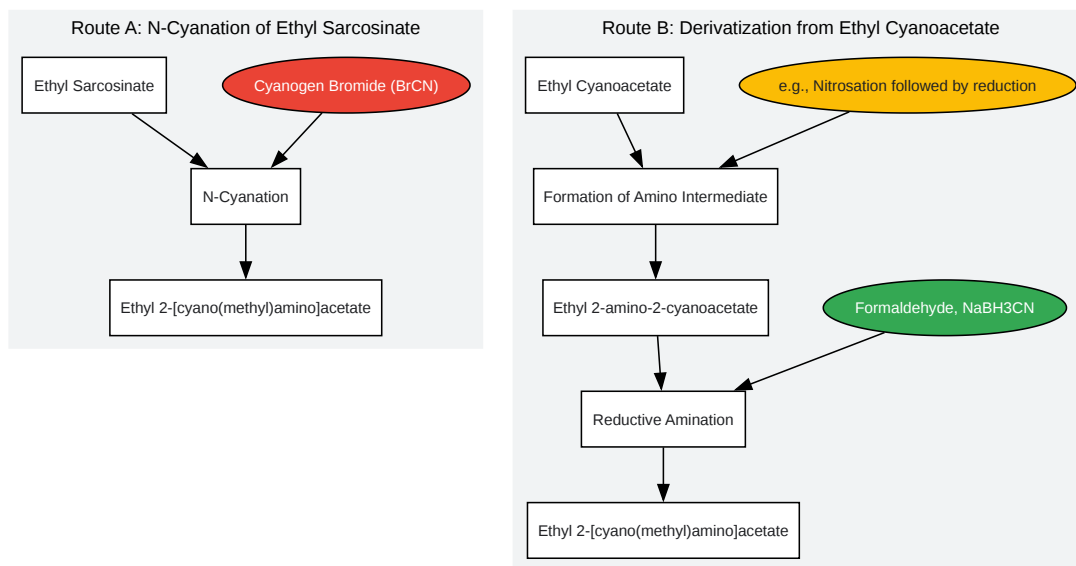 Route A: N-Cyanation of Ethyl Sarcosinate
Ethyl Sarcosinate
Cyanogen Bromide (BrCN)
N-Cyanation
Ethyl 2-[cyano(methyl)amino]acetate
Route B: Derivatization from Ethyl Cyanoacetate
Ethyl Cyanoacetate
e.g., Nitrosation followed by reduction
Formation of Amino Intermediate
Ethyl 2-amino-2-cyanoacetate
Formaldehyde, NaBH3CN
Reductive Amination
Ethyl 2-[cyano(methyl)amino]acetate